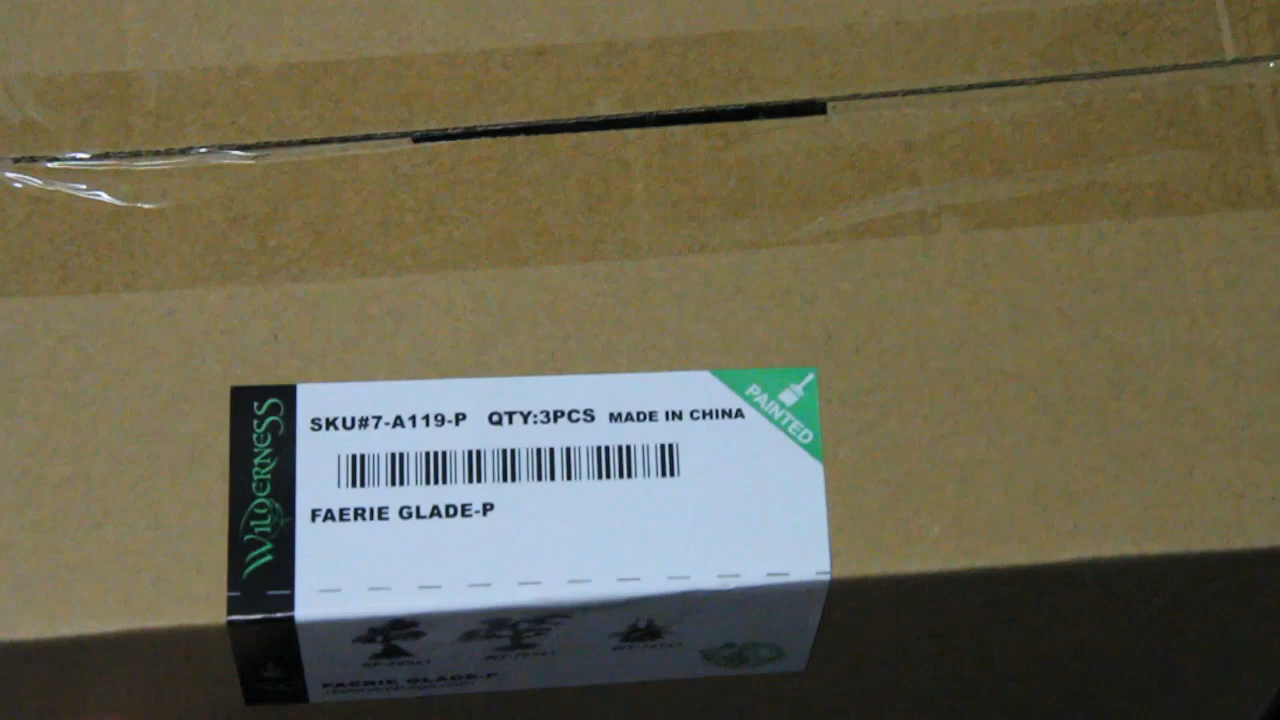 WILDERNESS
SKU#7-A119-P QTY:3PCS MADE IN CHINA
PAINTED
FAERIE GLADE-P
FAERIE GLADE-P